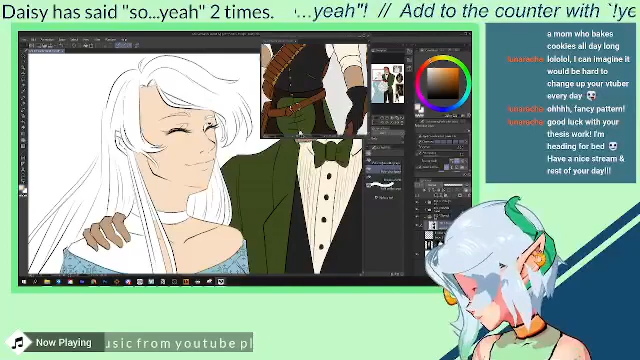 Daisy has said "so...yeah" 2 times.
...yeah"! // Add to the counter with `!ye
a mom who bakes
cookies all day long
lololol, I can imagine it
would be hard to
change up your vtuber
every day
ohhhh, fancy pattern!
good luck with your
thesis work! I'm
heading for bed
Have a nice stream &
rest of your day!!!
Now Playing
usic from youtube pl